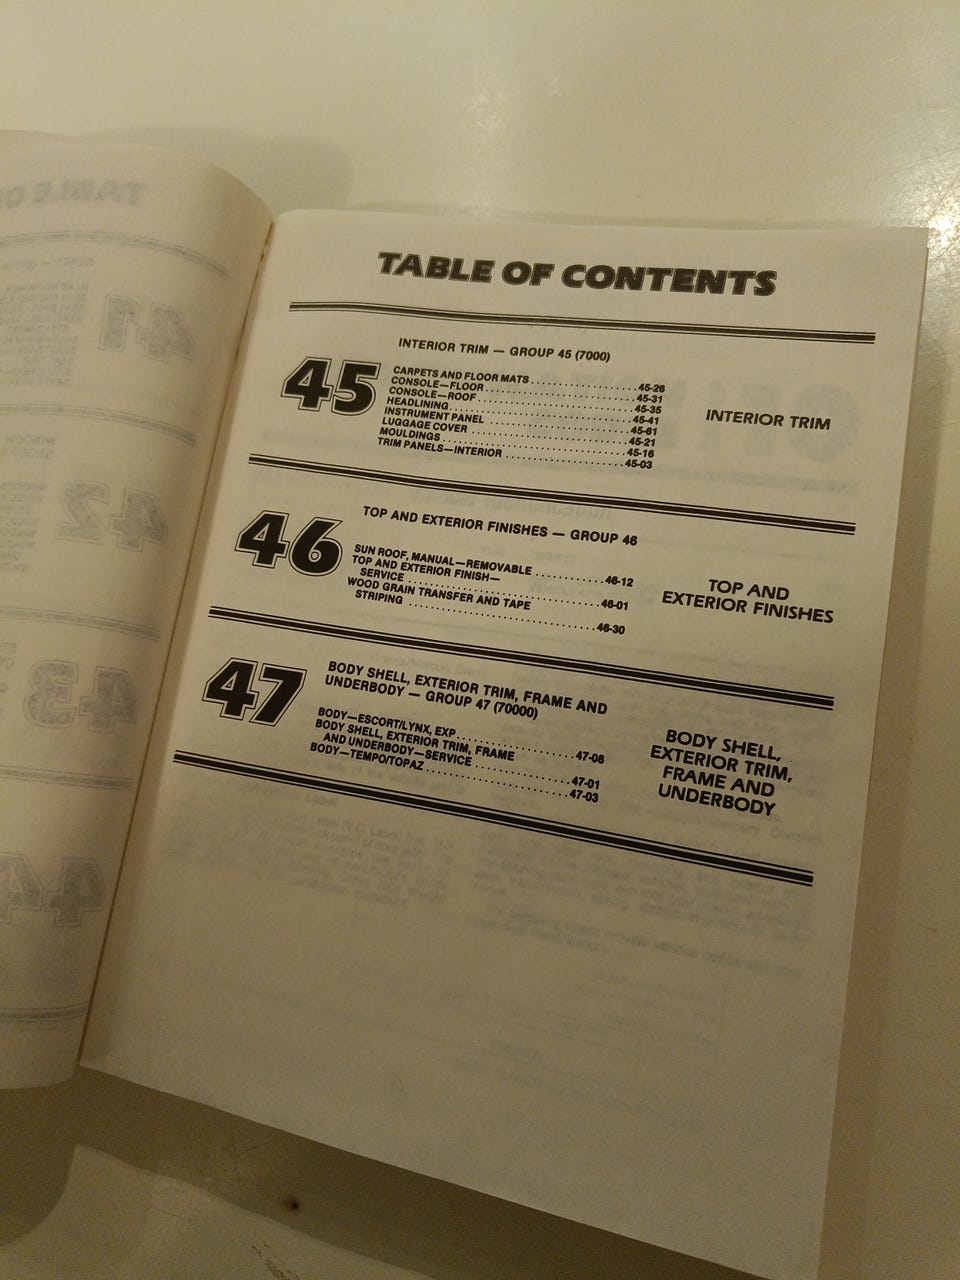 TABLE OF CONTENTS
INTERIOR TRIM — GROUP 45 (7000)
45
CARPETS AND FLOOR MATS 45-26
CONSOLE—FLOOR 45-31
CONSOLE—ROOF 45-35
HEADLINING 45-41
INSTRUMENT PANEL 45-61
LUGGAGE COVER 45-21
MOULDINGS 45-16
TRIM PANELS—INTERIOR 45-03
INTERIOR TRIM
TOP AND EXTERIOR FINISHES — GROUP 46
46
SUN ROOF, MANUAL—REMOVABLE 46-12
TOP AND EXTERIOR FINISH—
SERVICE 46-01
WOOD GRAIN TRANSFER AND TAPE
STRIPING 46-30
TOP AND
EXTERIOR FINISHES
BODY SHELL, EXTERIOR TRIM, FRAME AND
UNDERBODY — GROUP 47 (70000)
47
BODY—ESCORT/LYNX, EXP 47-08
BODY SHELL, EXTERIOR TRIM, FRAME
AND UNDERBODY—SERVICE 47-01
BODY—TEMPO/TOPAZ 47-03
BODY SHELL,
EXTERIOR TRIM,
FRAME AND
UNDERBODY